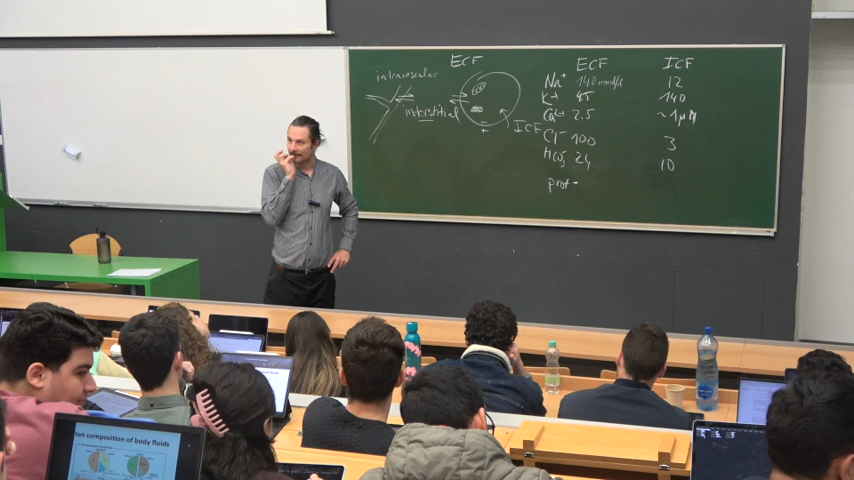 ECF
intravascular
interstitial
ICF
ECF ICF
Na⁺ 140 mmol/l 12
K⁺ 4,5 140
Ca²⁺ 2.5 ~1μM
Cl⁻ 100 3
HCO₃⁻ 24 10
prot-
ion composition of body fluids